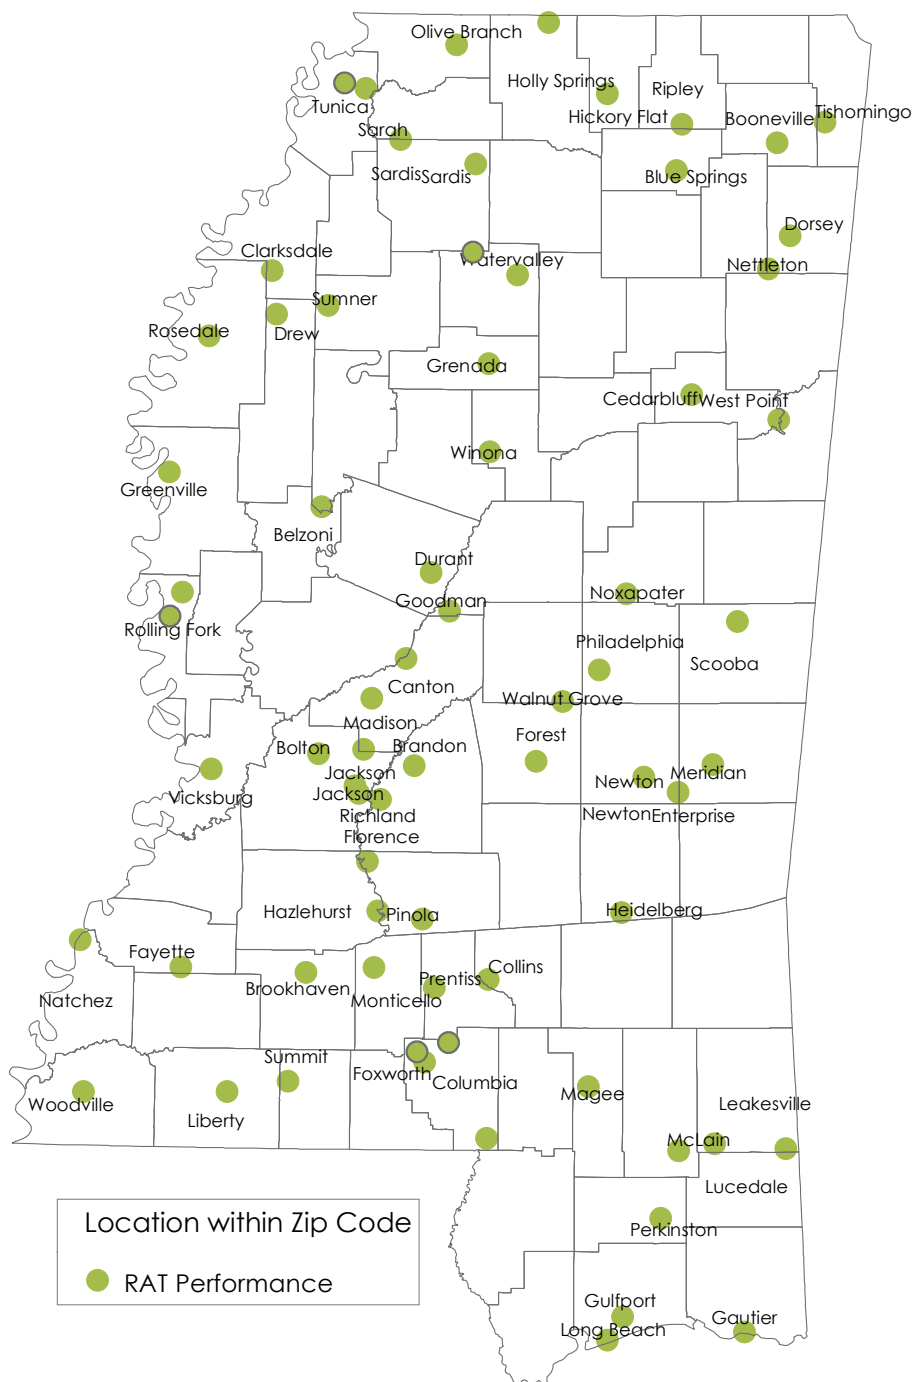 Olive Branch
Holly Springs
Ripley
Tunica
Hickory Flat
Booneville
Tishomingo
Sarah
Sardis
Sardis
Blue Springs
Dorsey
Clarksdale
Watervalley
Nettleton
Sumner
Rosedale
Drew
Grenada
Cedarbluff
West Point
Winona
Greenville
Belzoni
Durant
Goodman
Noxapater
Rolling Fork
Philadelphia
Scooba
Canton
Walnut Grove
Madison
Forest
Bolton
Brandon
Jackson
Meridian
Newton
Vicksburg
Jackson
Richland
Newton
Enterprise
Florence
Hazlehurst
Pinola
Heidelberg
Fayette
Collins
Prentiss
Brookhaven
Monticello
Natchez
Summit
Foxworth
Columbia
Magee
Woodville
Liberty
Leakesville
McLain
Lucedale
Perkinston
Location within Zip Code
RAT Performance
Gulfport
Long Beach
Gautier